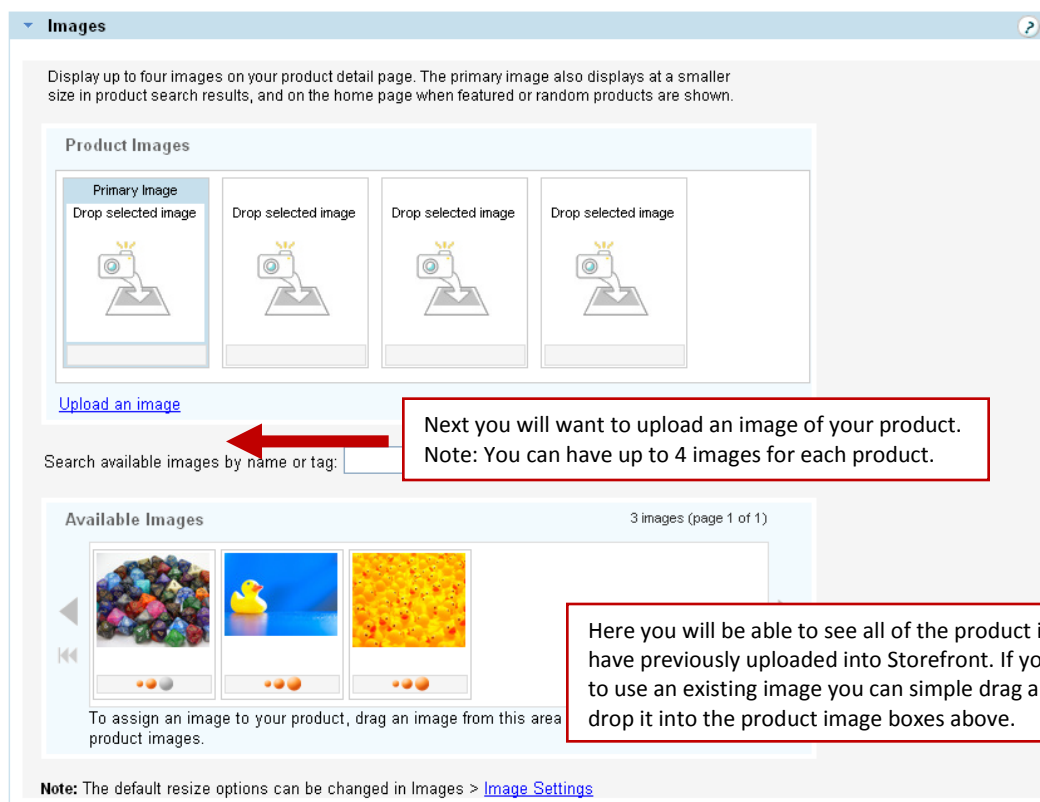 Images
?
Display up to four images on your product detail page. The primary image also displays at a smaller
size in product search results, and on the home page when featured or random products are shown.
Product Images
Primary Image
Drop selected image
Drop selected image
Drop selected image
Drop selected image
Upload an image
Next you will want to upload an image of your product.
Note: You can have up to 4 images for each product.
Search available images by name or tag:
Available Images
3 images (page 1 of 1)
Here you will be able to see all of the product
have previously uploaded into Storefront. If
to use an existing image you can simple drag
drop it into the product image boxes above.
To assign an image to your product, drag an image from this area
product images.
Note: The default resize options can be changed in Images > Image Settings